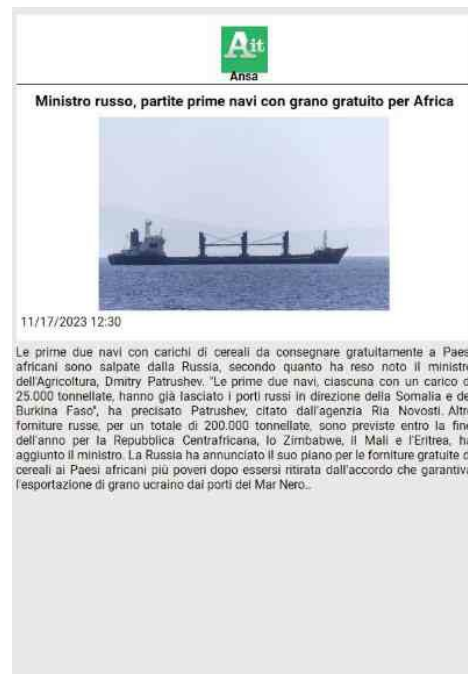 Ait
Ansa
Ministro russo, partite prime navi con grano gratuito per Africa
11/17/2023 12:30
Le prime due navi con carichi di cereali da consegnare gratuitamente a Paes
africani sono salpate dalla Russia, secondo quanto ha reso noto il ministr
dell'Agricoltura, Dmitry Patrushev. "Le prime due navi, ciascuna con un carico d
25.000 tonnellate, hanno già lasciato i porti russi in direzione della Somalia e de
Burkina Faso", ha precisato Patrushev, citato dall'agenzia Ria Novosti. Altr
forniture russe, per un totale di 200.000 tonnellate, sono previste entro la fin
dell'anno per la Repubblica Centrafricana, lo Zimbabwe, il Mali e l'Eritrea, h
aggiunto il ministro. La Russia ha annunciato il suo piano per le forniture gratuite d
cereali ai Paesi africani più poveri dopo essersi ritirata dall'accordo che garantiv
l'esportazione di grano ucraino dai porti del Mar Nero...